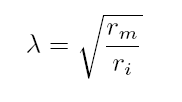 λ = √(r_m / r_i)